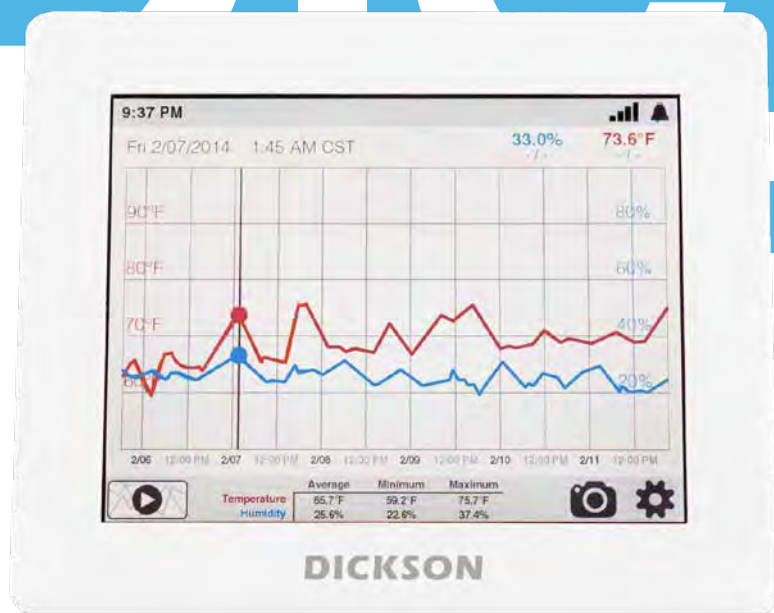 9:37 PM
Fri 2/07/2014 1:45 AM CST 33.0% 73.6°F
- / - - / -
90°F 80%
80°F 60%
70°F 40%
60°F 20%
2/06 12:00 PM 2/07 12:00 PM 2/08 12:00 PM 2/09 12:00 PM 2/10 12:00 PM 2/11 12:00 PM
Average Minimum Maximum
Temperature 65.7°F 59.2°F 75.7°F
Humidity 25.6% 22.6% 37.4%
DICKSON